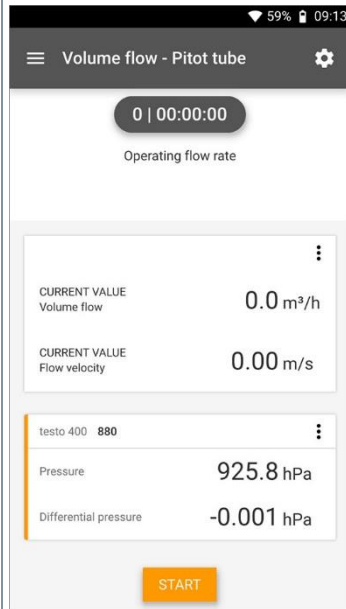 59% 09:13
Volume flow - Pitot tube
0 | 00:00:00
Operating flow rate
CURRENT VALUE
Volume flow
0.0 m³/h
CURRENT VALUE
Flow velocity
0.00 m/s
testo 400 880
Pressure 925.8 hPa
Differential pressure -0.001 hPa
START